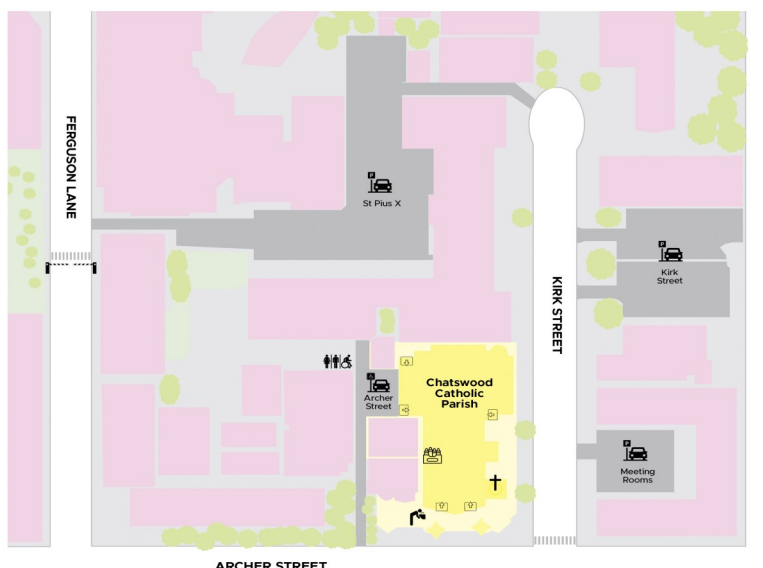 FERGUSON LANE
P
St Pius X
P
Kirk
Street
KIRK STREET
Archer
Street
Chatswood
Catholic
Parish
P
Meeting
Rooms
ARCHER STREET